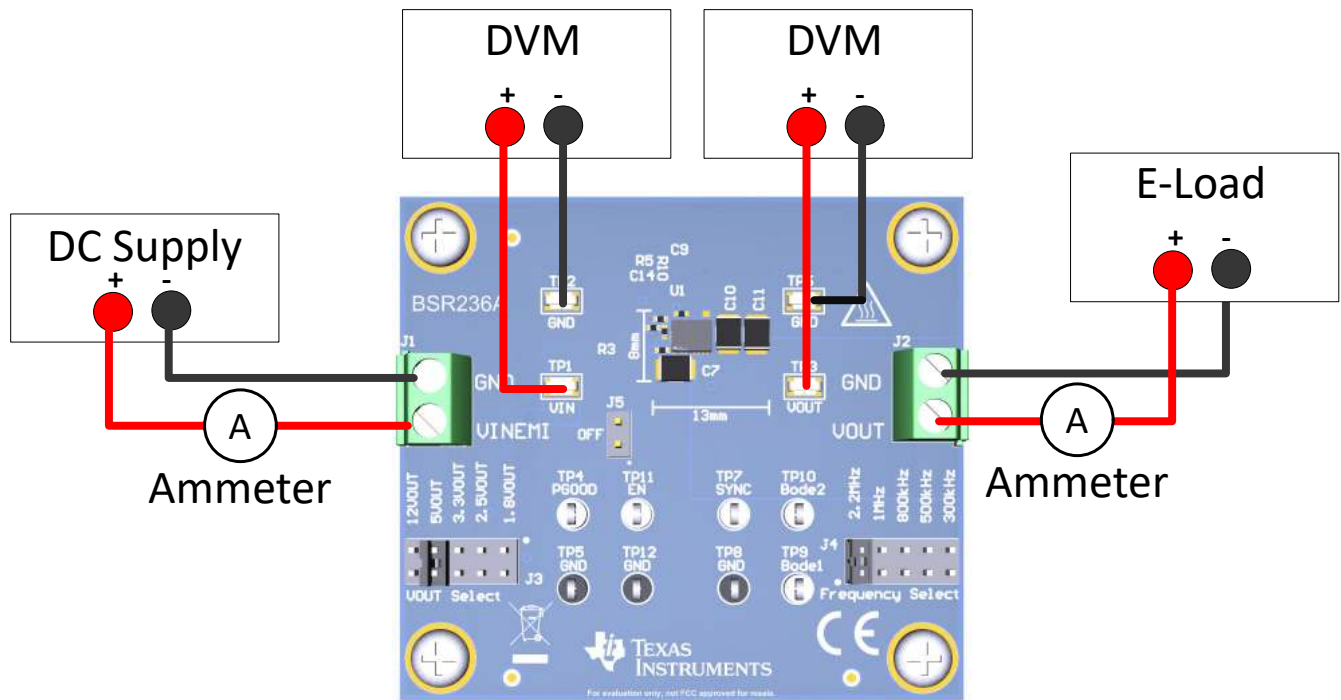 DVM
+ -
DVM
+ -
E-Load
+ -
DC Supply
+ -
C9
R5
R10
C14
U1
BSR236A
GND
C10
C11
GND
J1
J2
8mm
R3
GND
TP1
VIN
C7
VOUT
GND
13mm
J5
OFF
VINEMI
VOUT
A
Ammeter
A
Ammeter
12VOUT
5VOUT
3.3VOUT
2.5VOUT
1.8VOUT
TP4
PGOOD
TP11
EN
TP7
SYNC
TP10
Bode2
2.2MHz
1MHz
800kHz
500kHz
300kHz
J3
VOUT Select
TP5
GND
TP12
GND
TP8
GND
TP9
Bode1
J4
Frequency Select
CE
TEXAS
INSTRUMENTS
For evaluation only; not FCC approved for resale.